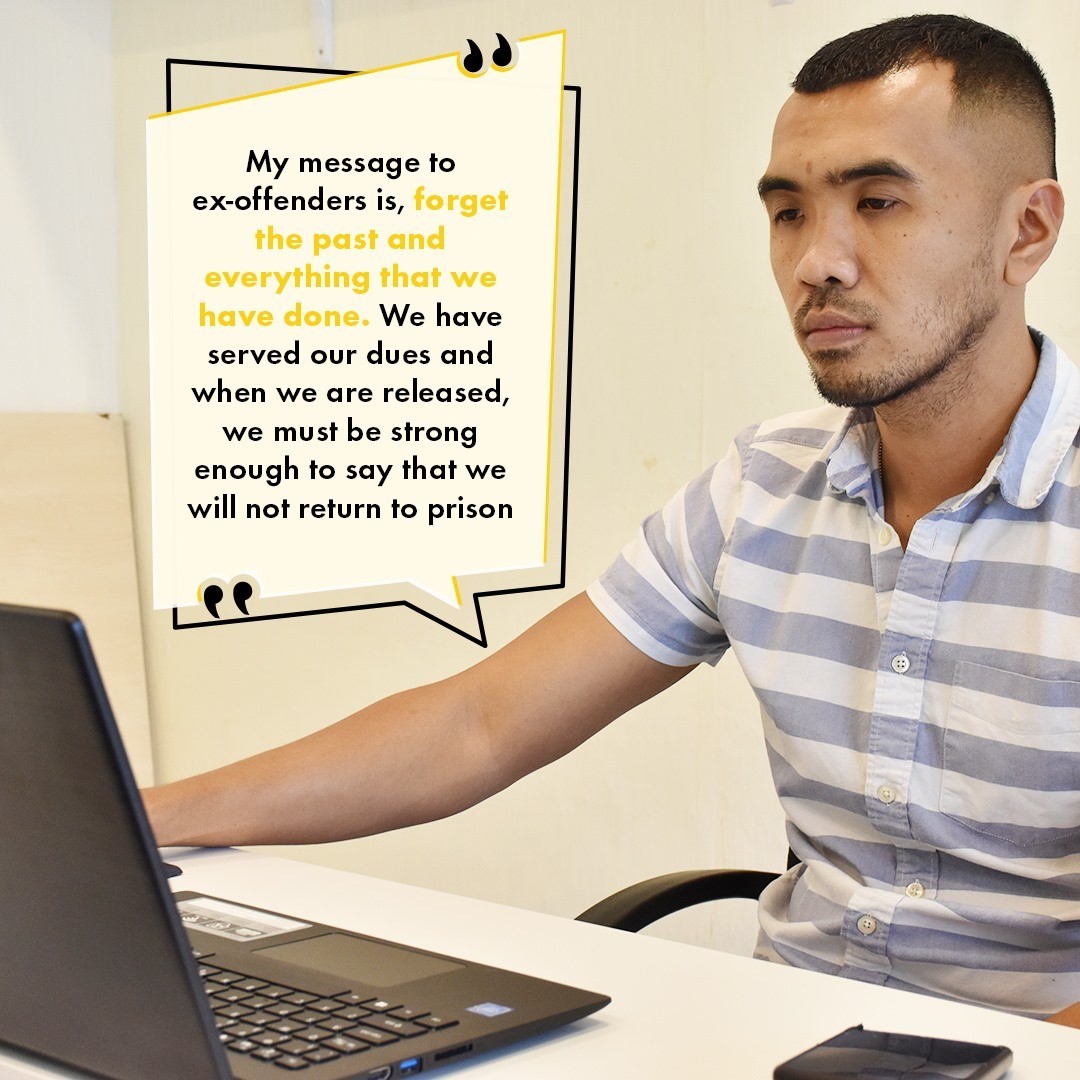 “
My message to
ex-offenders is, forget
the past and
everything that we
have done. We have
served our dues and
when we are released,
we must be strong
enough to say that we
will not return to prison
”